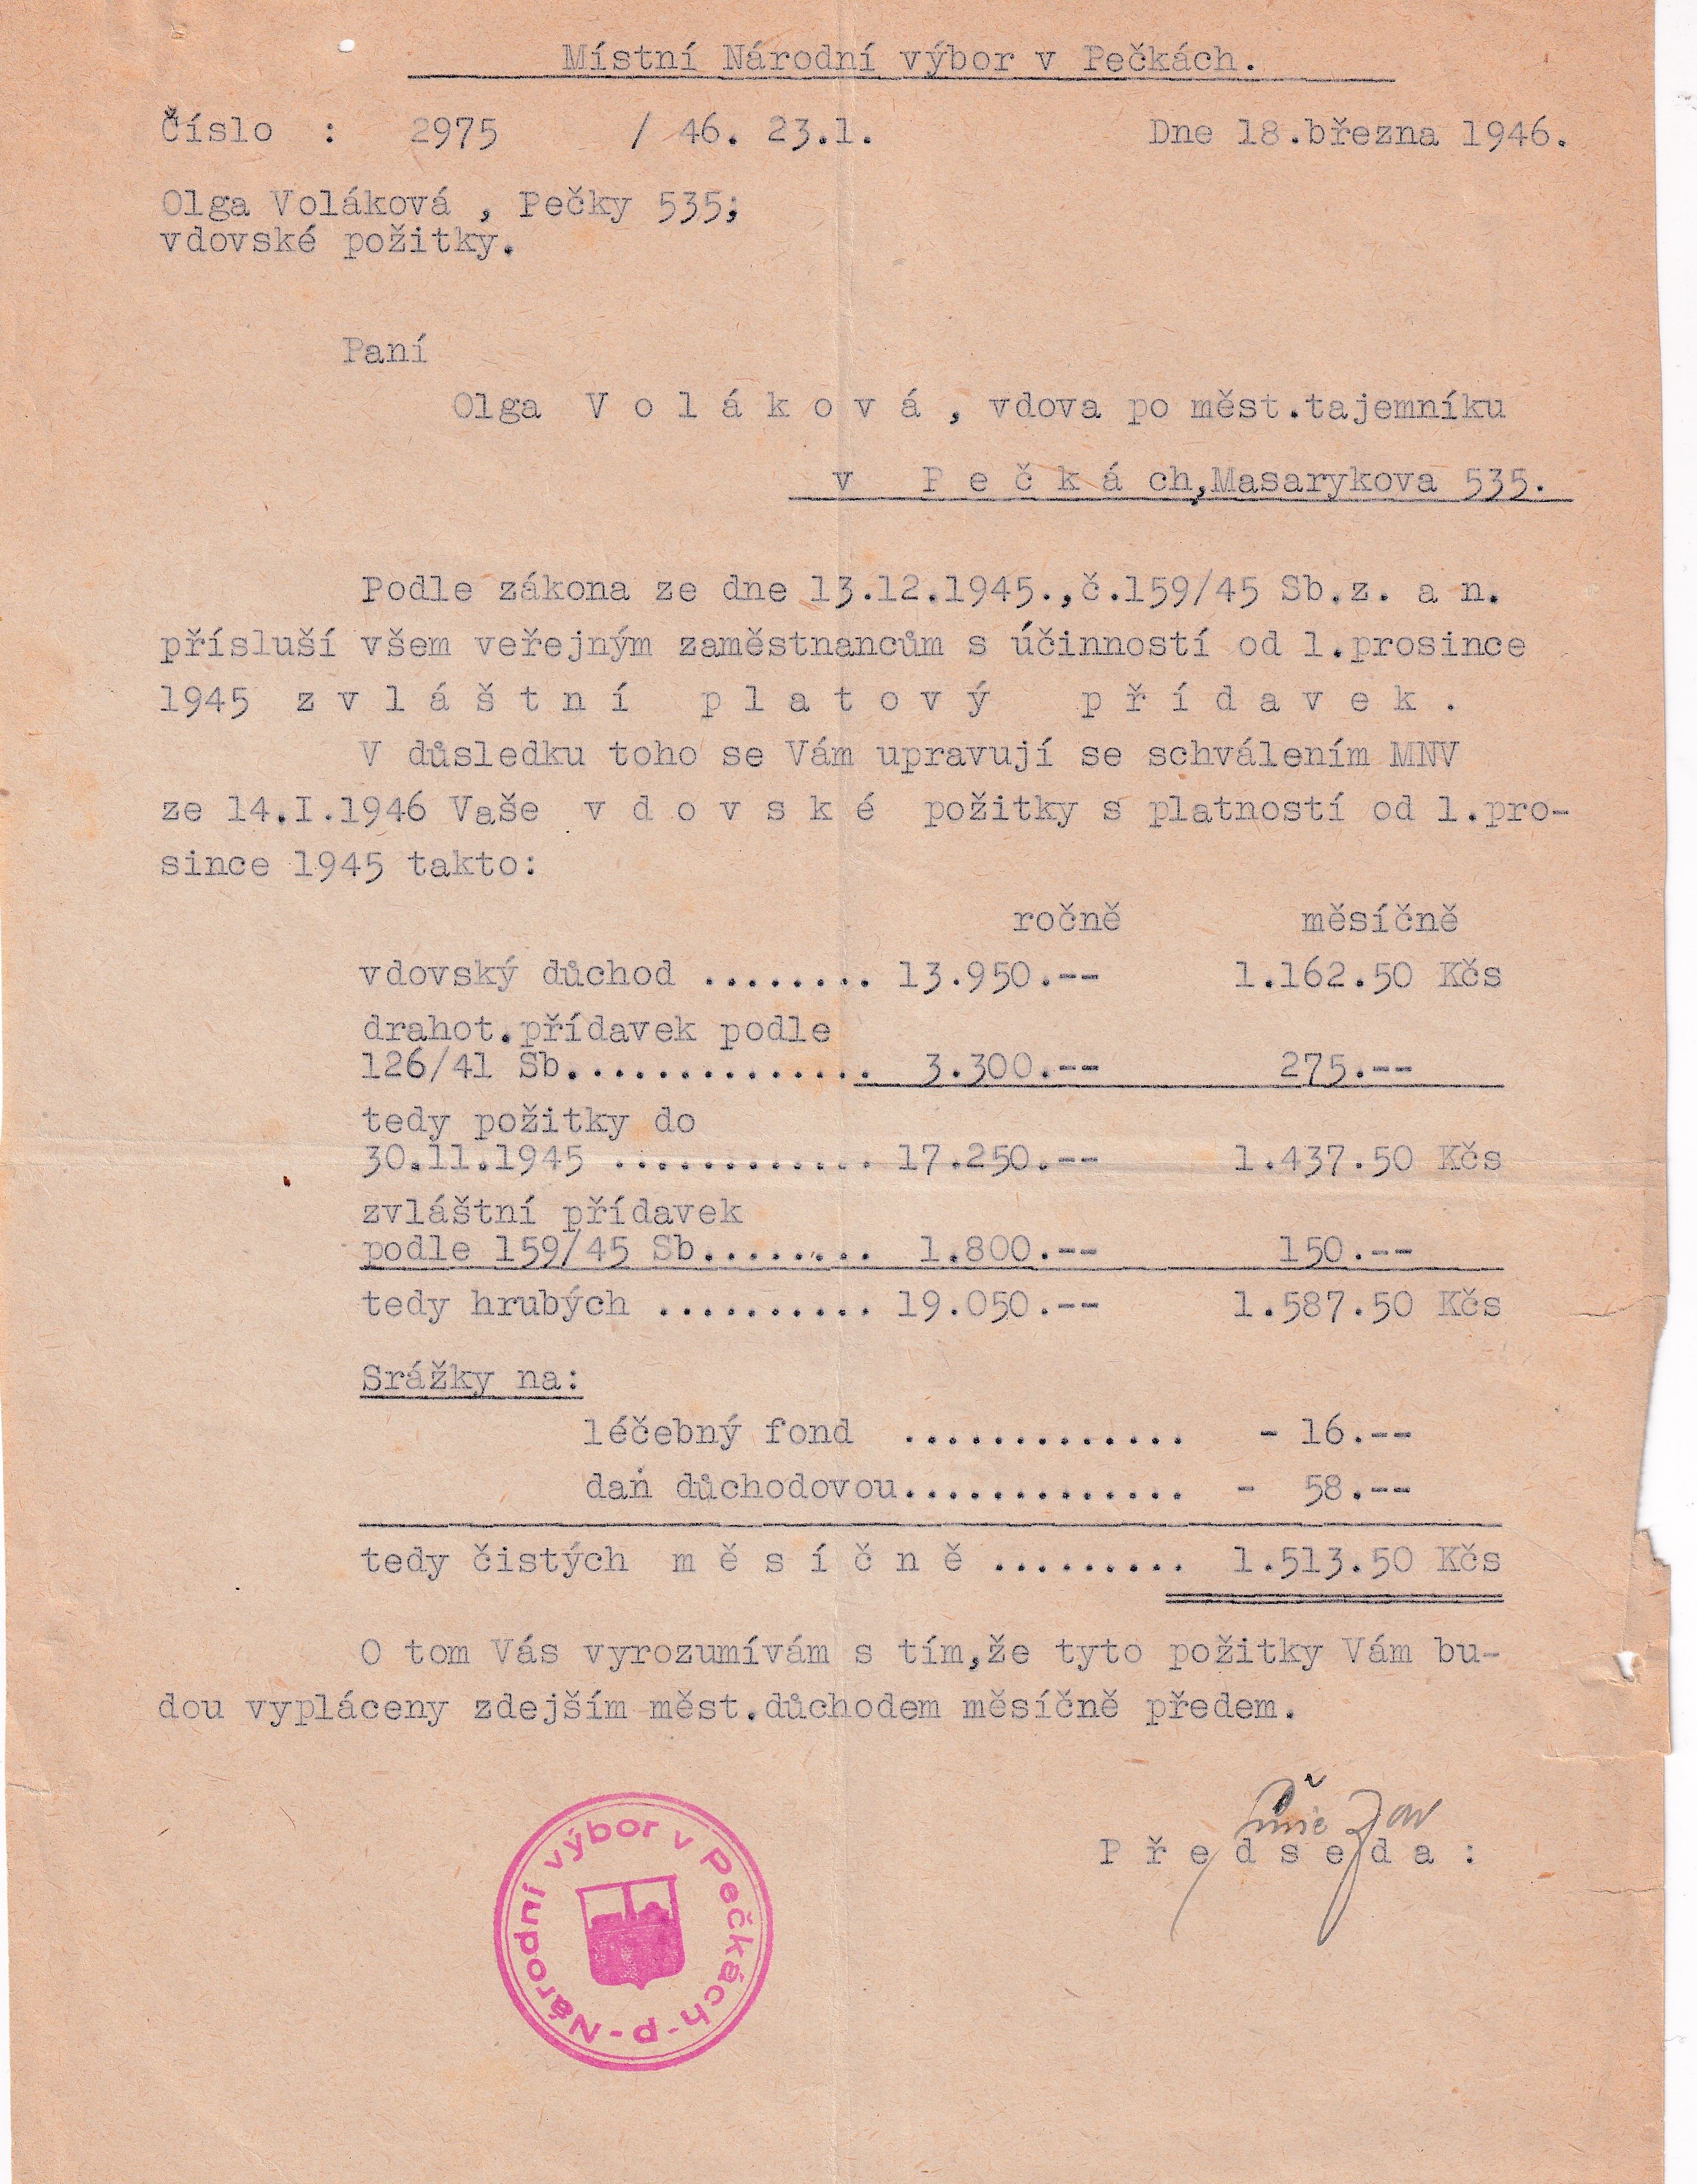 Místní Národní výbor v Pečkách.
Číslo : 2975 / 46. 23.1. Dne 18.března 1946.
Olga Voláková , Pečky 535;
vdovské požitky.
Paní
Olga V o l á k o v á , vdova po měst.tajemníku
v P e č k á ch,Masarykova 535.
Podle zákona ze dne 13.12.1945.,č.159/45 Sb.z. a n.
přísluší všem veřejným zaměstnancům s účinností od 1.prosince
1945 z v l á š t n í p l a t o v ý p ř í d a v e k .
V důsledku toho se Vám upravují se schválením MNV
ze 14.I.1946 Vaše v d o v s k é požitky s platností od 1.pro-
since 1945 takto:
ročně měsíčně
vdovský důchod ........ 13.950.-- 1.162.50 Kčs
drahot.přídavek podle
126/41 Sb.............. 3.300.-- 275.--
tedy požitky do
30.11.1945 ............ 17.250.-- 1.437.50 Kčs
zvláštní přídavek
podle 159/45 Sb........ 1.800.-- 150.--
tedy hrubých .......... 19.050.-- 1.587.50 Kčs
Srážky na:
léčebný fond ............. - 16.--
daň důchodovou............. - 58.--
tedy čistých m ě s í č n ě ......... 1.513.50 Kčs
O tom Vás vyrozumívám s tím,že tyto požitky Vám bu-
dou vypláceny zdejším měst.důchodem měsíčně předem.
P ř e d s e d a :
Národní výbor v Pečkách-p-